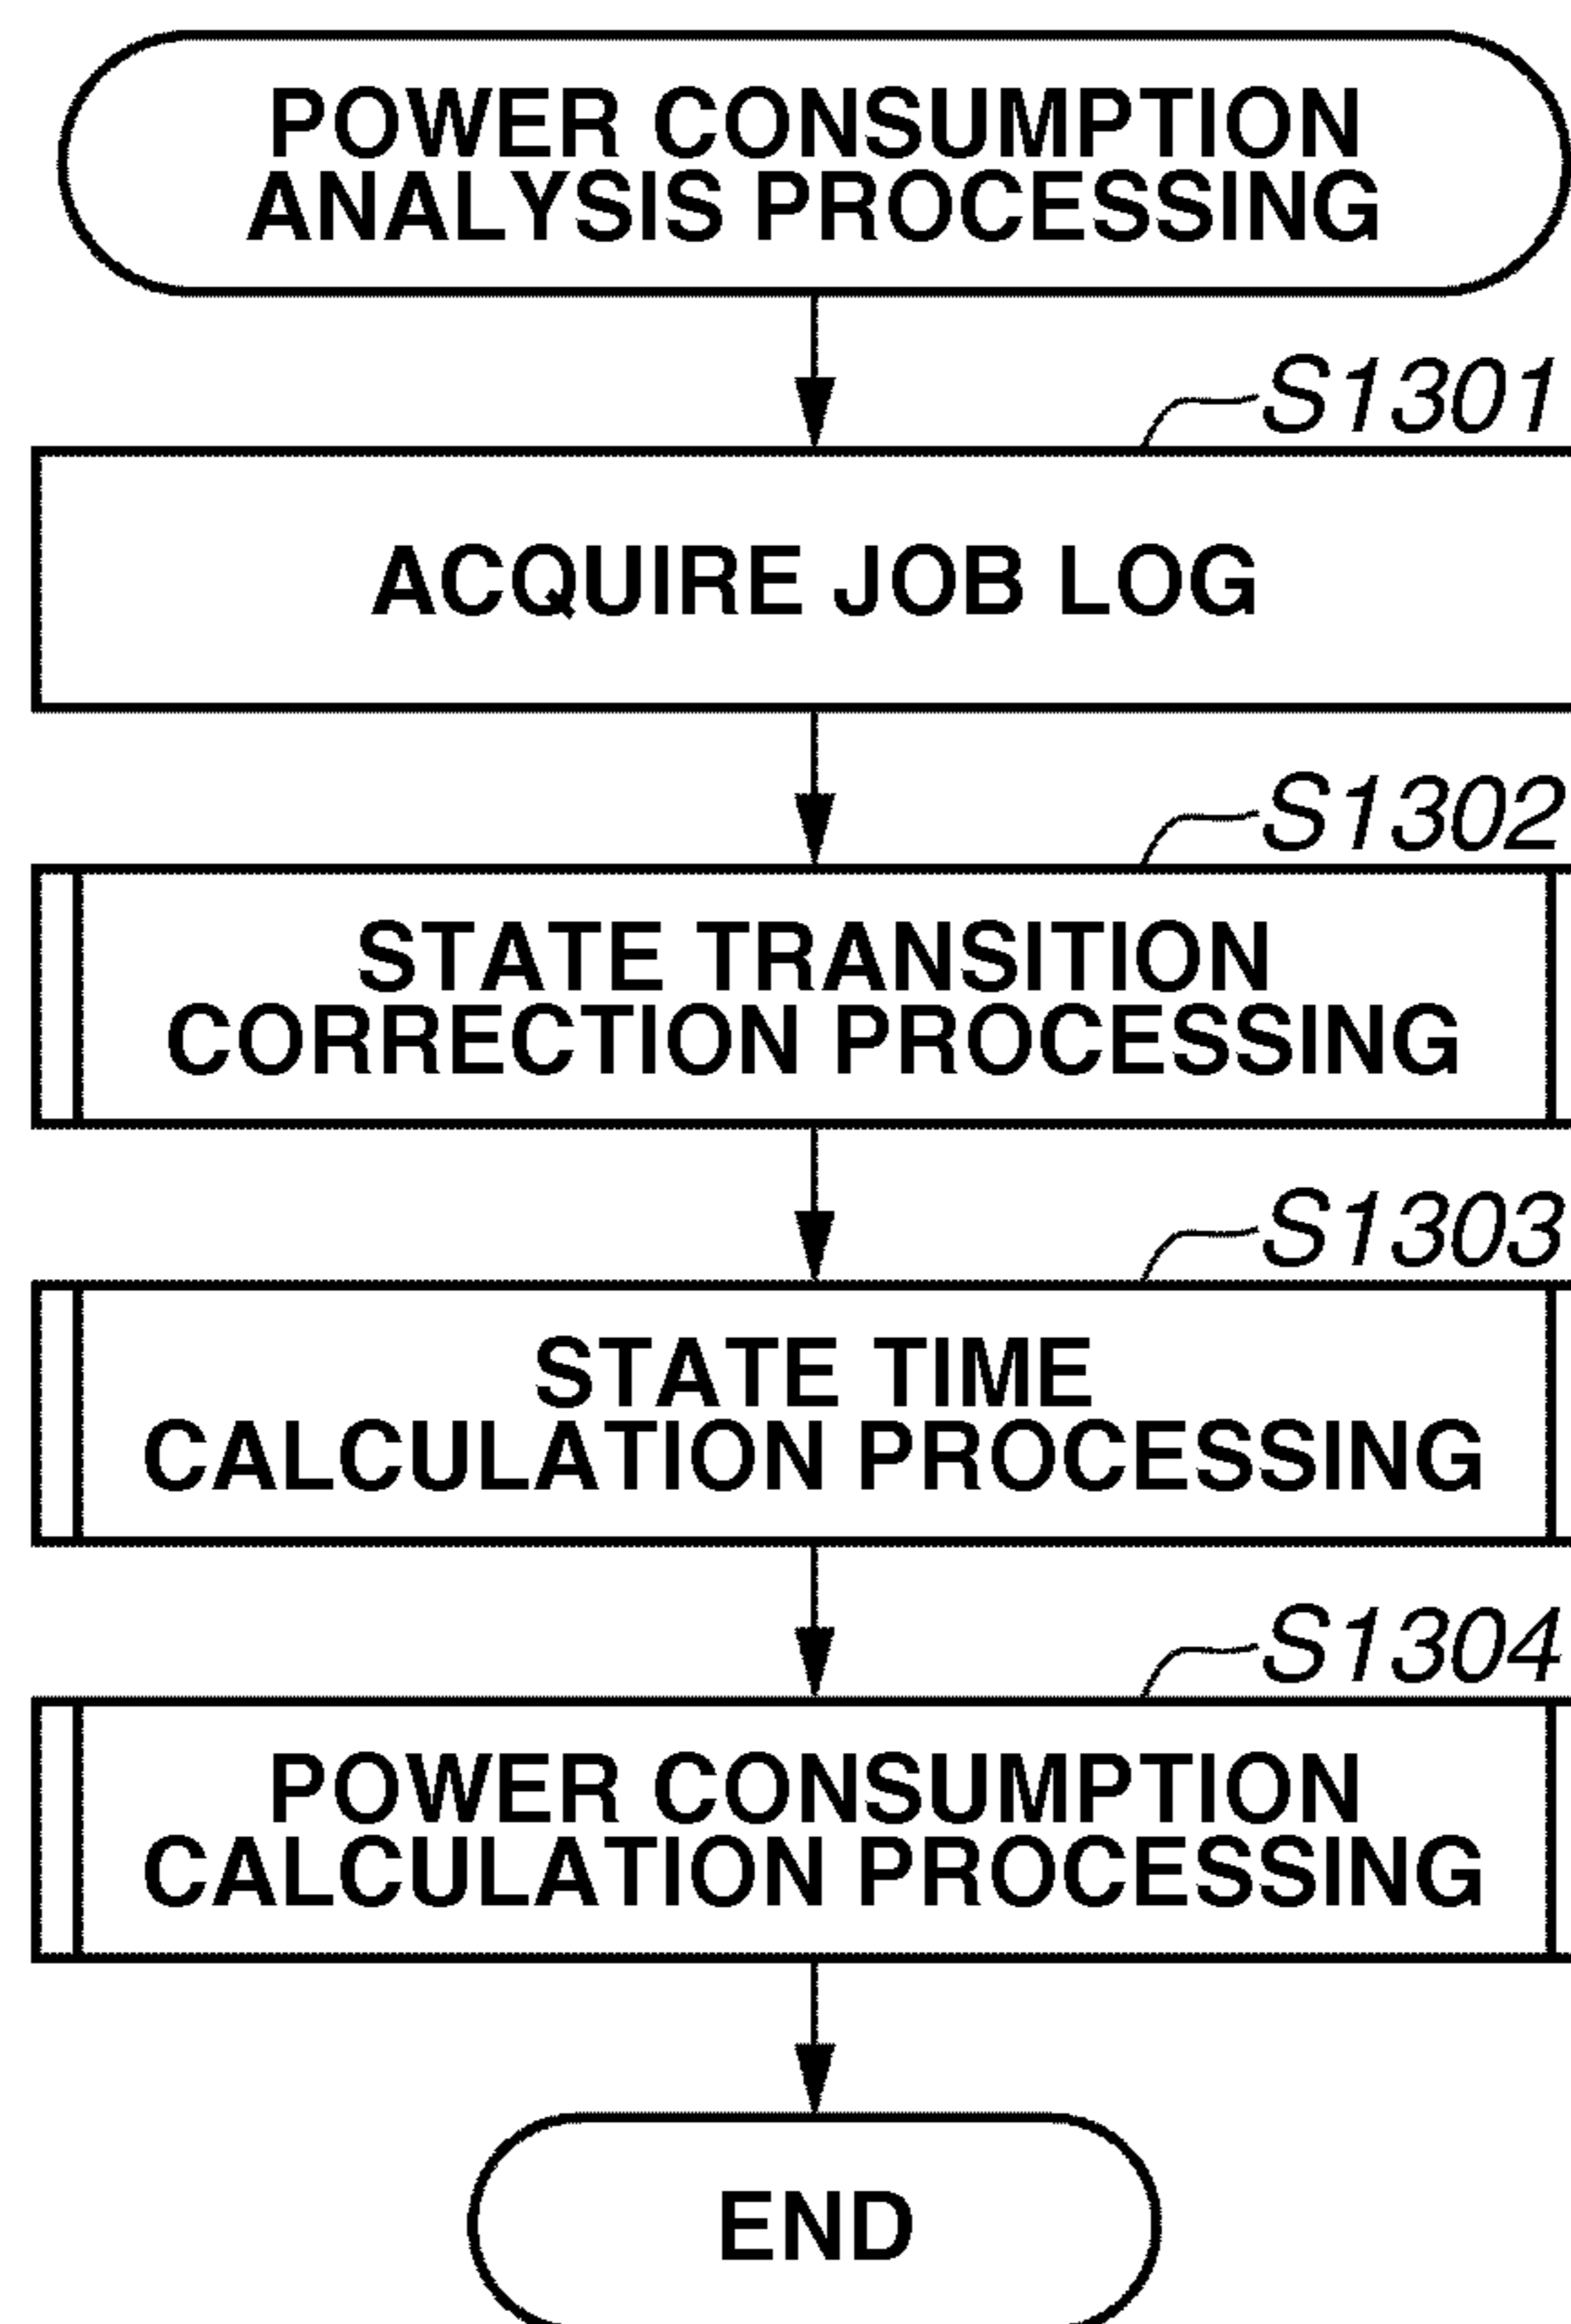 POWER CONSUMPTION
ANALYSIS PROCESSING
S1301
ACQUIRE JOB LOG
S1302
STATE TRANSITION
CORRECTION PROCESSING
S1303
STATE TIME
CALCULATION PROCESSING
S1304
POWER CONSUMPTION
CALCULATION PROCESSING
END